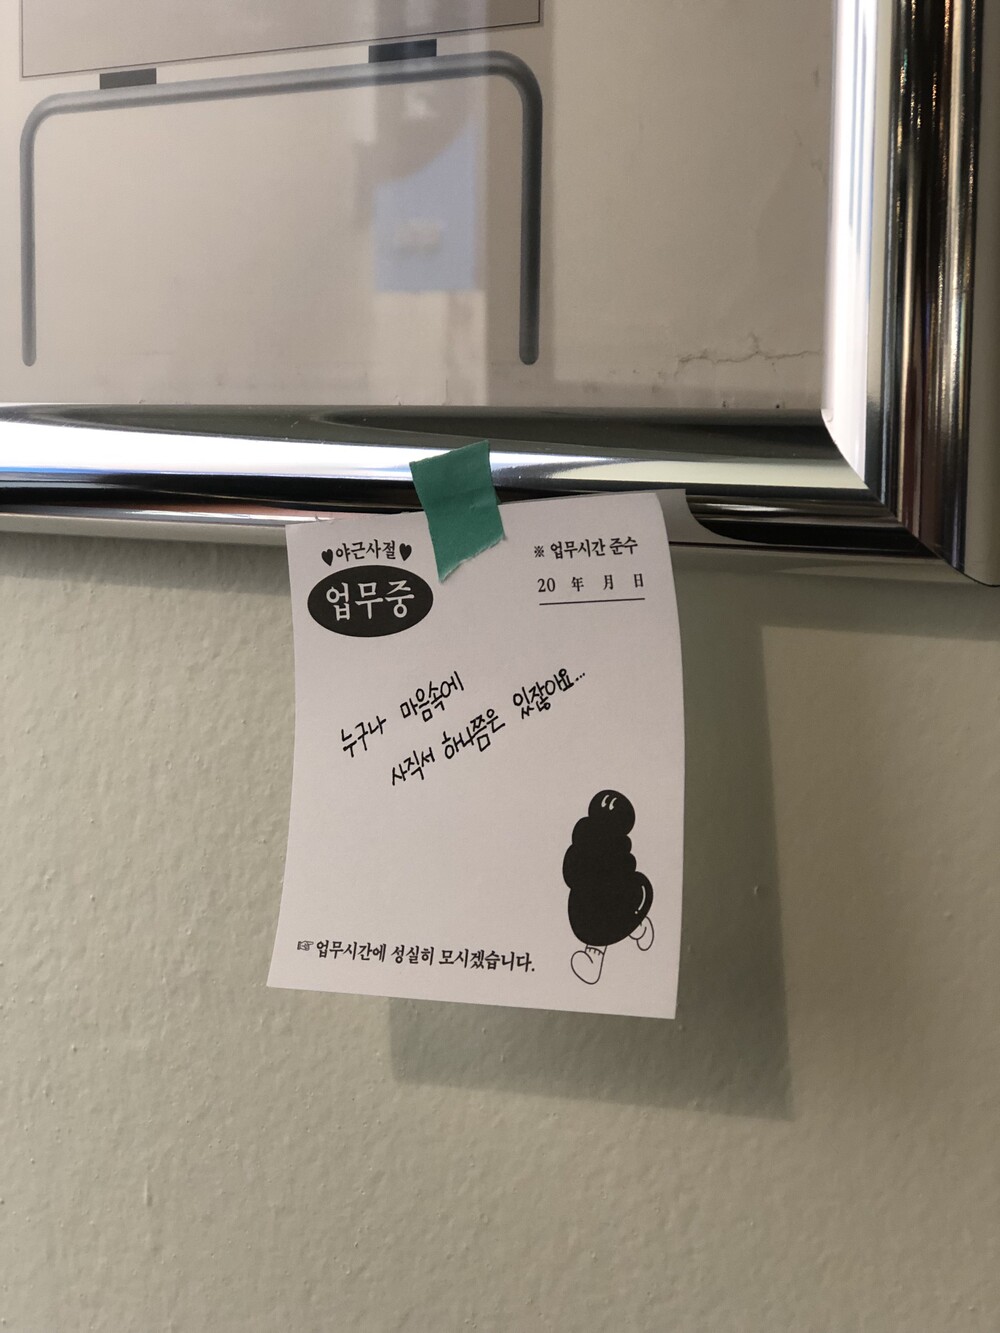 ♥야근사절♥
업무중
※ 업무시간 준수
20 年 月 日
누구나 마음속에
사직서 하나쯤은 있잖아요...
☞업무시간에 성실히 모시겠습니다.